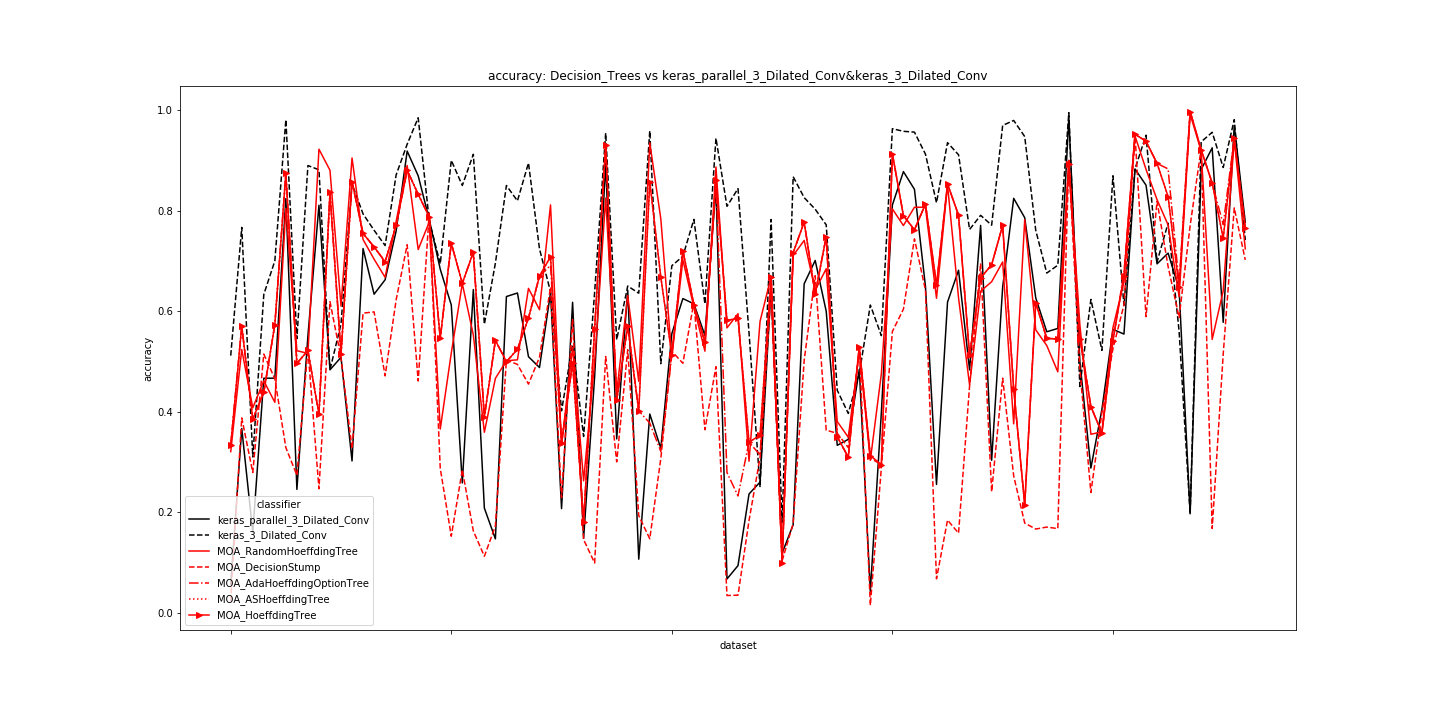 accuracy: Decision_Trees vs keras_parallel_3_Dilated_Conv&keras_3_Dilated_Conv
1.0
0.8
0.6
0.4
0.2
0.0
accuracy
classifier
keras_parallel_3_Dilated_Conv
keras_3_Dilated_Conv
MOA_RandomHoeffdingTree
MOA_DecisionStump
MOA_AdaHoeffdingOptionTree
MOA_ASHoeffdingTree
MOA_HoeffdingTree
dataset